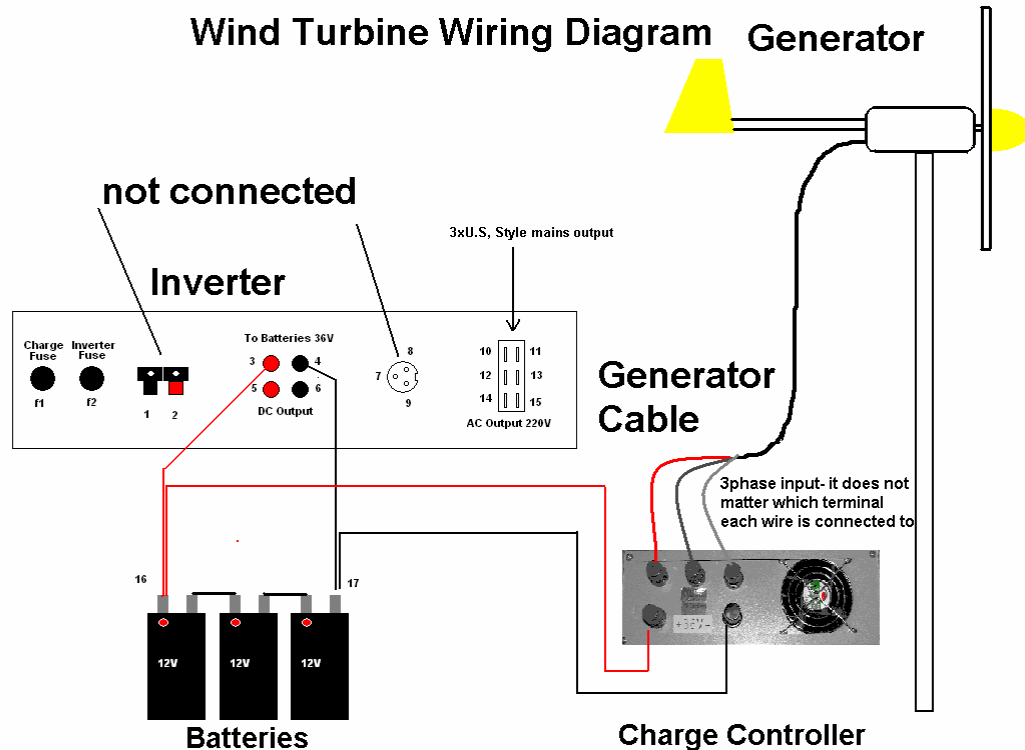 Wind Turbine Wiring Diagram
Generator
not connected
3xU.S, Style mains output
Inverter
Charge
Fuse
f1
Inverter
Fuse
f2
1
2
To Batteries 36V
3
4
5
6
DC Output
7
8
9
10
11
12
13
14
15
AC Output 220V
Generator
Cable
3phase input- it does not
matter which terminal
each wire is connected to
16
17
12V
12V
12V
+36V-
Batteries
Charge Controller